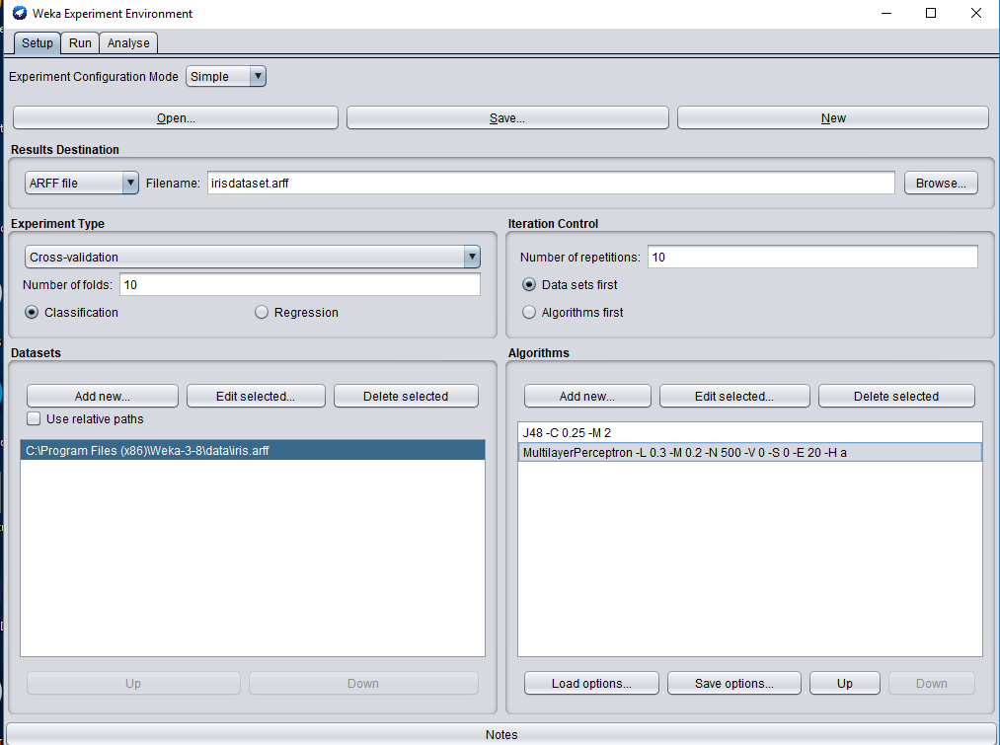 Weka Experiment Environment
Setup Run Analyse
Experiment Configuration Mode Simple
Open... Save... New
Results Destination
ARFF file Filename: irisdataset.arff Browse...
Experiment Type Iteration Control
Cross-validation Number of repetitions: 10
Number of folds: 10 Data sets first
Classification Regression Algorithms first
Datasets Algorithms
Add new... Edit selected... Delete selected Add new... Edit selected... Delete selected
Use relative paths
J48 -C 0.25 -M 2
C:\Program Files (x86)\Weka-3-8\data\iris.arff MultilayerPerceptron -L 0.3 -M 0.2 -N 500 -V 0 -S 0 -E 20 -H a
Up Down Load options... Save options... Up Down
Notes